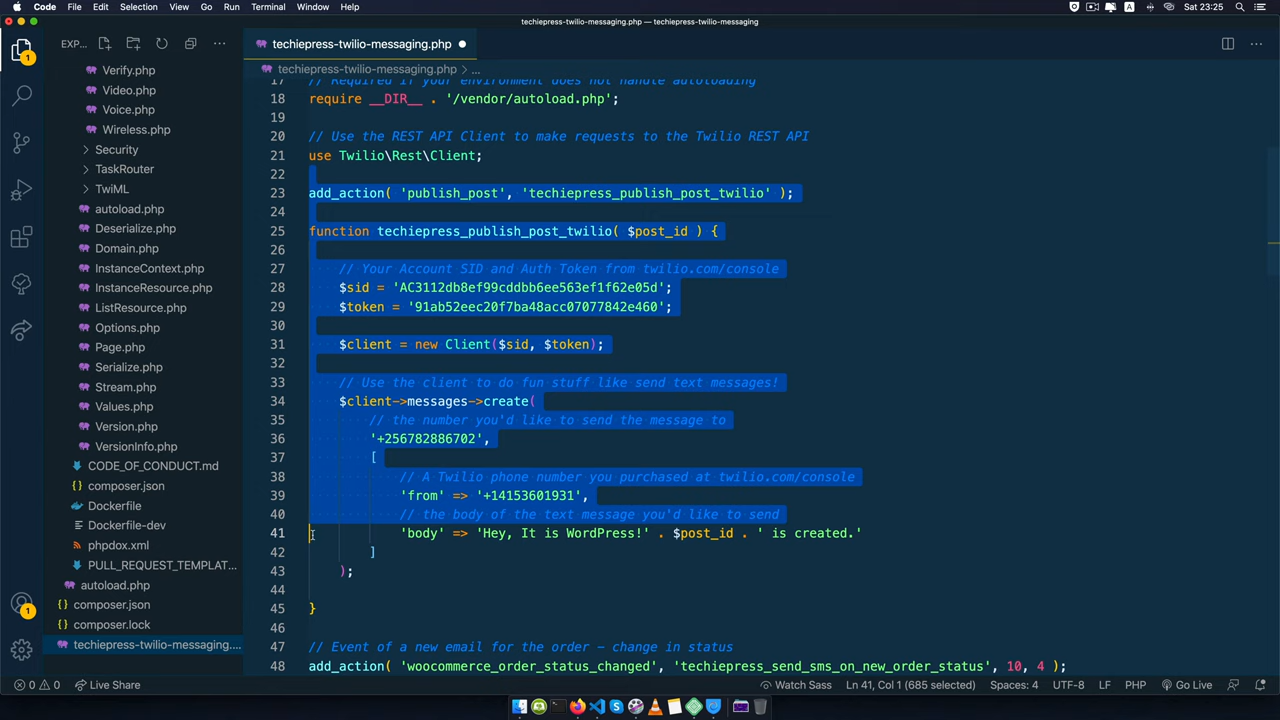 Code File Edit Selection View Go Run Terminal Window Help
A Sat 23:25
techiepress-twilio-messaging.php — techiepress-twilio-messaging
EXP... techiepress-twilio-messaging.php
techiepress-twilio-messaging.php > ...
Verify.php
Video.php
Voice.php
Wireless.php
Security
TaskRouter
TwiML
autoload.php
Deserialize.php
Domain.php
InstanceContext.php
InstanceResource.php
ListResource.php
Options.php
Page.php
Serialize.php
Stream.php
Values.php
Version.php
VersionInfo.php
CODE_OF_CONDUCT.md
composer.json
Dockerfile
Dockerfile-dev
phpdox.xml
PULL_REQUEST_TEMPLAT...
autoload.php
composer.json
composer.lock
techiepress-twilio-messaging....
1
1
17 // Required if your environment does not handle autoloading
18 require __DIR__ . '/vendor/autoload.php';
19
20 // Use the REST API Client to make requests to the Twilio REST API
21 use Twilio\Rest\Client;
22
23 add_action( 'publish_post', 'techiepress_publish_post_twilio' );
24
25 function techiepress_publish_post_twilio( $post_id ) {
26
27 // Your Account SID and Auth Token from twilio.com/console
28 $sid = 'AC3112db8ef99cddbb6ee563ef1f62e05d';
29 $token = '91ab52eec20f7ba48acc07077842e460';
30
31 $client = new Client($sid, $token);
32
33 // Use the client to do fun stuff like send text messages!
34 $client->messages->create(
35 // the number you'd like to send the message to
36 '+256782886702',
37 [
38 // A Twilio phone number you purchased at twilio.com/console
39 'from' => '+14153601931',
40 // the body of the text message you'd like to send
41 'body' => 'Hey, It is WordPress!' . $post_id . ' is created.'
42 ]
43 );
44
45 }
46
47 // Event of a new email for the order – change in status
48 add_action( 'woocommerce_order_status_changed', 'techiepress_send_sms_on_new_order_status', 10, 4 );
0 0 Live Share Watch Sass Ln 41, Col 1 (685 selected) Spaces: 4 UTF-8 LF PHP Go Live